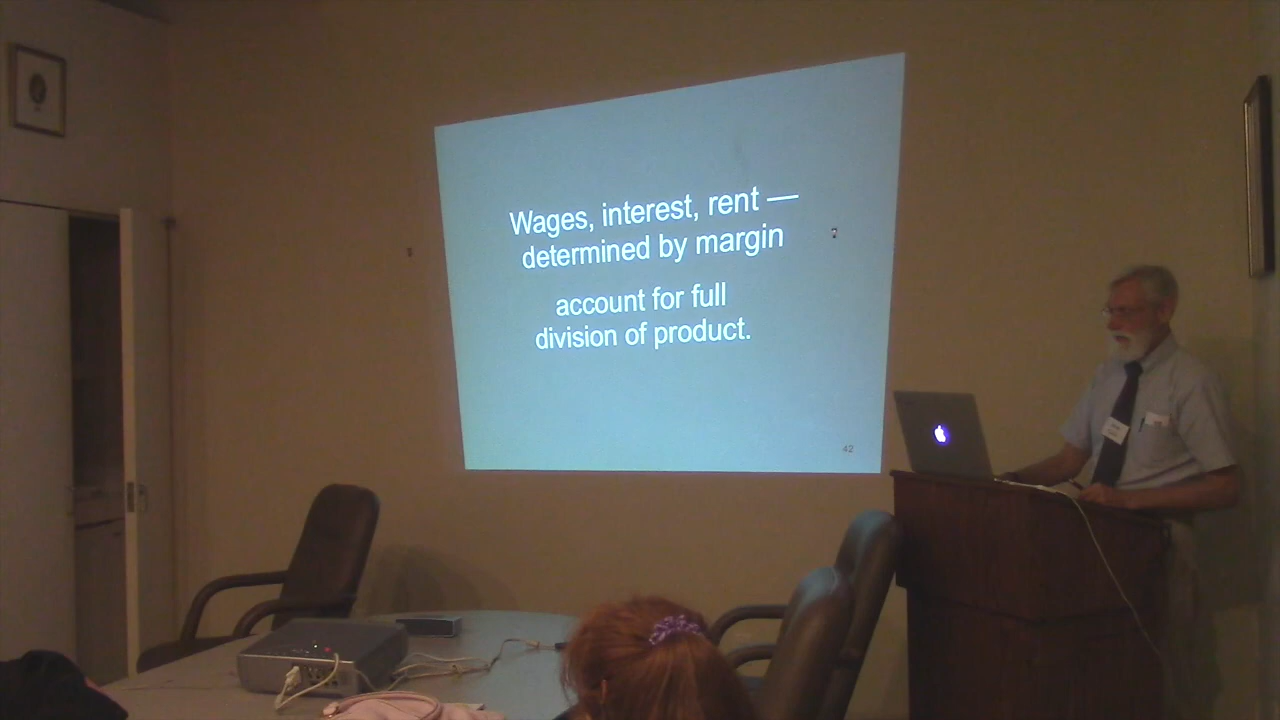 Wages, interest, rent —
determined by margin
account for full
division of product.
42